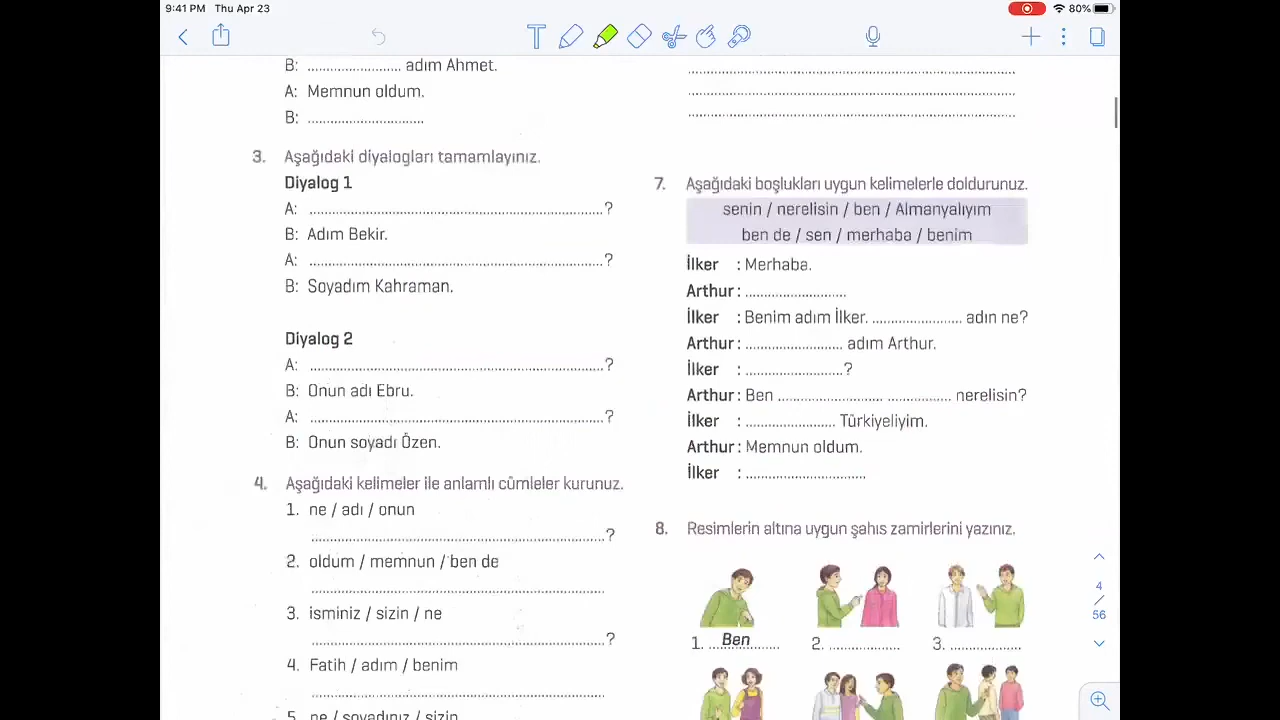 9:41 PM Thu Apr 23
80%
B: ........................ adım Ahmet.
A: Memnun oldum.
B: ..............................
3. Aşağıdaki diyalogları tamamlayınız.
Diyalog 1
A: ..........................................................................?
B: Adım Bekir.
A: ..........................................................................?
B: Soyadım Kahraman.
Diyalog 2
A: ..........................................................................?
B: Onun adı Ebru.
A: ..........................................................................?
B: Onun soyadı Özen.
4. Aşağıdaki kelimeler ile anlamlı cümleler kurunuz.
1. ne / adı / onun
..........................................................................?
2. oldum / memnun / ben de
..........................................................................
3. isminiz / sizin / ne
..........................................................................?
4. Fatih / adım / benim
..........................................................................
5. ne / soyadınız / sizin
..........................................................................
..........................................................................
..........................................................................
7. Aşağıdaki boşlukları uygun kelimelerle doldurunuz.
senin / nerelisin / ben / Almanyalıyım
ben de / sen / merhaba / benim
İlker : Merhaba.
Arthur : ..........................
İlker : Benim adım İlker. ....................... adın ne?
Arthur : ......................... adım Arthur.
İlker : .........................?
Arthur : Ben ........................... ................. nerelisin?
İlker : ....................... Türkiyeliyim.
Arthur : Memnun oldum.
İlker : ...............................
8. Resimlerin altına uygun şahıs zamirlerini yazınız.
1. Ben
2. ...................
3. ...................
4
/
56